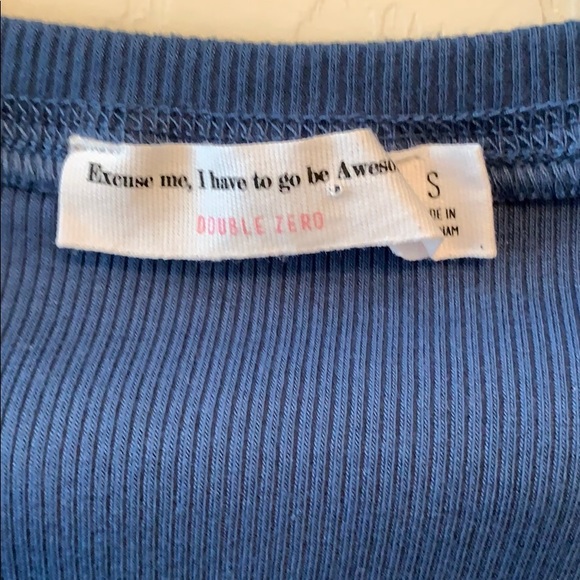 Excuse me, I have to go be Aweso
DOUBLE ZERO
S
DE IN
NAM